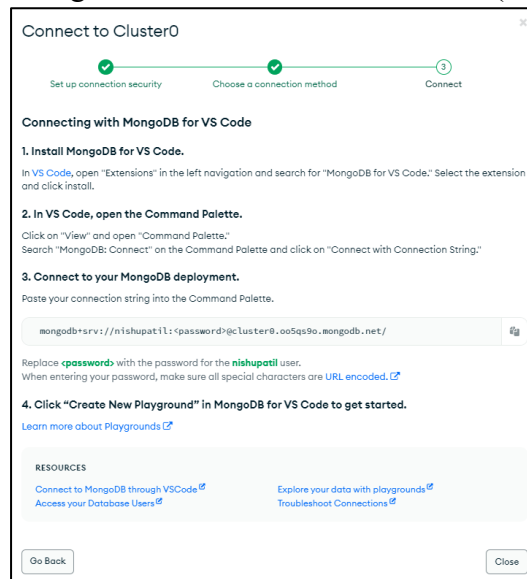 Connect to Cluster0
Set up connection security
Choose a connection method
3
Connect
Connecting with MongoDB for VS Code
1. Install MongoDB for VS Code.
In VS Code, open "Extensions" in the left navigation and search for "MongoDB for VS Code." Select the extension
and click install.
2. In VS Code, open the Command Palette.
Click on "View" and open "Command Palette."
Search "MongoDB: Connect" on the Command Palette and click on "Connect with Connection String."
3. Connect to your MongoDB deployment.
Paste your connection string into the Command Palette.
mongodb+srv://nishupatil:<password>@cluster0.oo5qs9o.mongodb.net/
Replace <password> with the password for the nishupatil user.
When entering your password, make sure all special characters are URL encoded.
4. Click “Create New Playground” in MongoDB for VS Code to get started.
Learn more about Playgrounds
RESOURCES
Connect to MongoDB through VSCode
Explore your data with playgrounds
Access your Database Users
Troubleshoot Connections
Go Back
Close